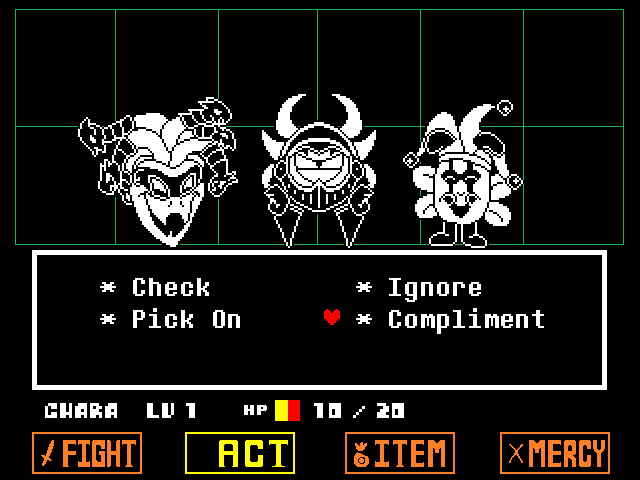 * Check * Ignore
* Pick On * Compliment
CHARA LV 1 HP 10 / 20
FIGHT ACT ITEM MERCY